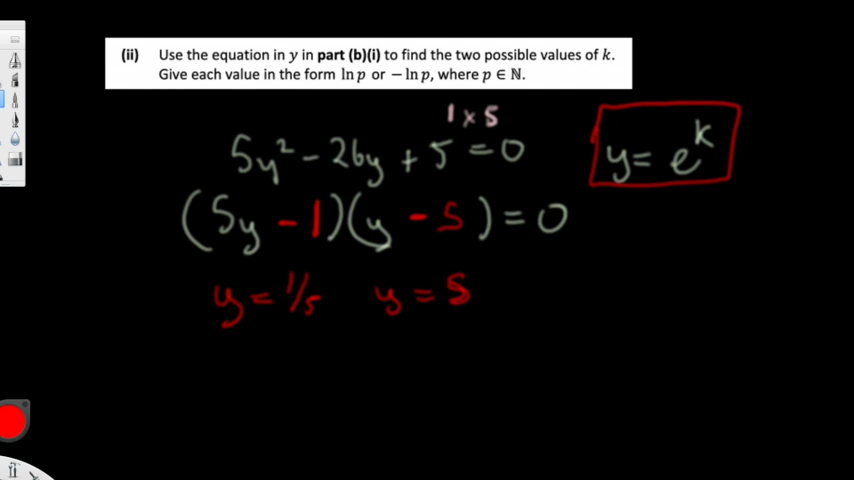 (ii) Use the equation in y in part (b)(i) to find the two possible values of k.
Give each value in the form ln p or − ln p, where p ∈ ℕ.
1 x 5
5y² - 26y + 5 = 0
y = e^k
(5y - 1)(y - 5) = 0
y = 1/5 y = 5